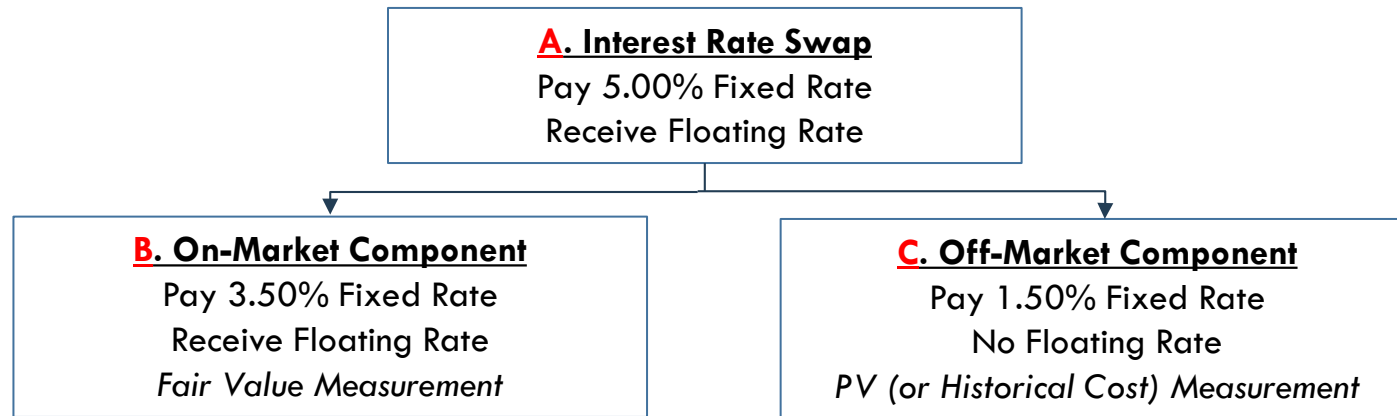 A. Interest Rate Swap
Pay 5.00% Fixed Rate
Receive Floating Rate
B. On-Market Component
Pay 3.50% Fixed Rate
Receive Floating Rate
Fair Value Measurement
C. Off-Market Component
Pay 1.50% Fixed Rate
No Floating Rate
PV (or Historical Cost) Measurement